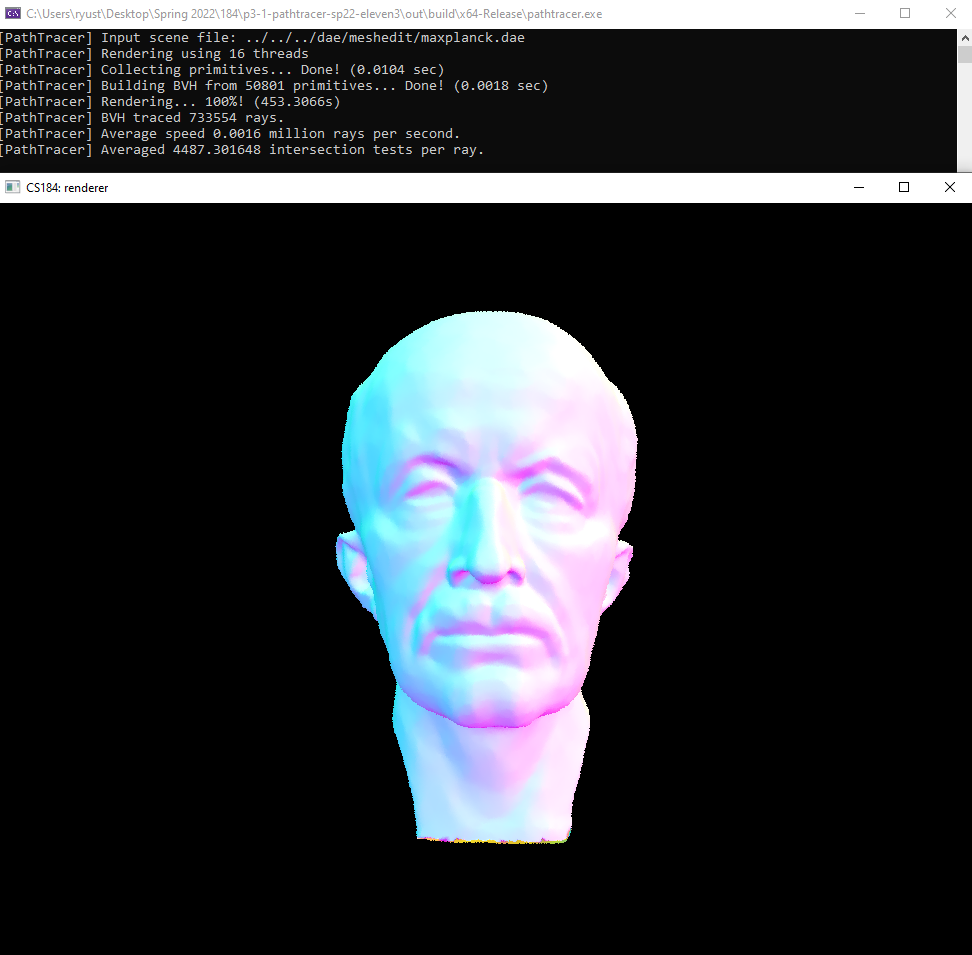 C:\Users\ryust\Desktop\Spring 2022\184\p3-1-pathtracer-sp22-eleven3\out\build\x64-Release\pathtracer.exe
[PathTracer] Input scene file: ../../../dae/meshedit/maxplanck.dae
[PathTracer] Rendering using 16 threads
[PathTracer] Collecting primitives... Done! (0.0104 sec)
[PathTracer] Building BVH from 50801 primitives... Done! (0.0018 sec)
[PathTracer] Rendering... 100%! (453.3066s)
[PathTracer] BVH traced 733554 rays.
[PathTracer] Average speed 0.0016 million rays per second.
[PathTracer] Averaged 4487.301648 intersection tests per ray.
CS184: renderer